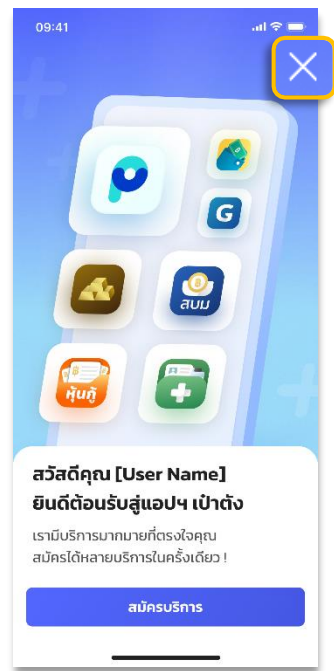 09:41
G
สบม
หุ้นกู้
สวัสดีคุณ [User Name]
ยินดีต้อนรับสู่แอปฯ เป๋าตัง
เรามีบริการมากมายที่ตรงใจคุณ
สมัครได้หลายบริการในครั้งเดียว !
สมัครบริการ